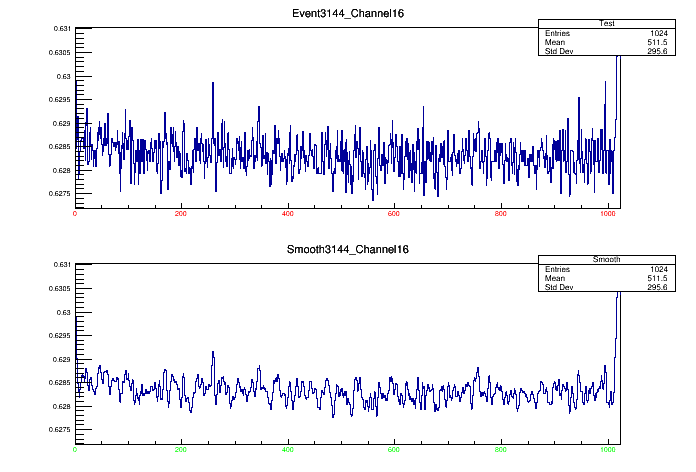 Event3144_Channel16
Test
Entries 1024
Mean 511.5
Std Dev 295.6
0.631
0.6305
0.63
0.6295
0.629
0.6285
0.628
0.6275
0 200 400 600 800 1000
Smooth3144_Channel16
Smooth
Entries 1024
Mean 511.5
Std Dev 295.6
0.631
0.6305
0.63
0.6295
0.629
0.6285
0.628
0.6275
0 200 400 600 800 1000